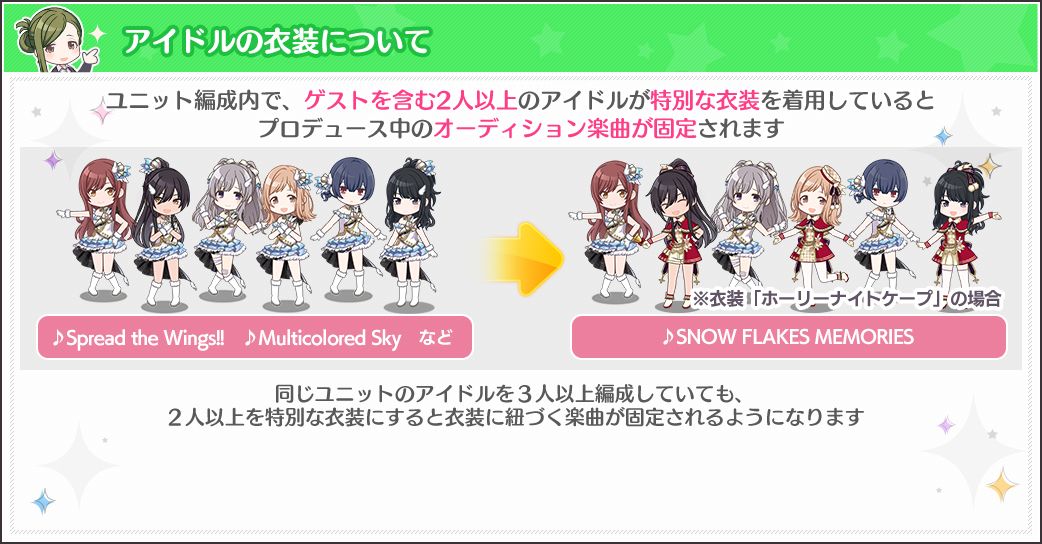 アイドルの衣装について
ユニット編成内で、ゲストを含む2人以上のアイドルが特別な衣装を着用していると
プロデュース中のオーディション楽曲が固定されます
※衣装「ホーリーナイトケープ」の場合
♪Spread the Wings!! ♪Multicolored Sky など
♪SNOW FLAKES MEMORIES
同じユニットのアイドルを３人以上編成していても、
２人以上を特別な衣装にすると衣装に紐づく楽曲が固定されるようになります